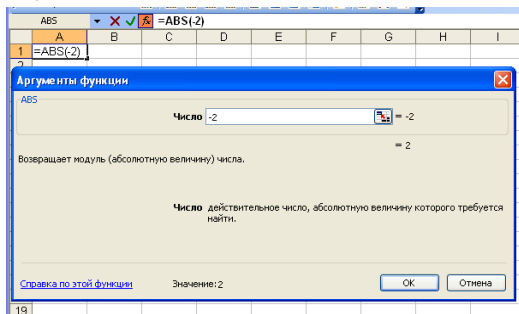 ABS =ABS(-2)
A B C D E F G H I
1 =ABS(-2)
2
Аргументы функции
ABS
Число -2 = -2
= 2
Возвращает модуль (абсолютную величину) числа.
Число действительное число, абсолютную величину которого требуется
найти.
Справка по этой функции Значение:2 ОК Отмена
19